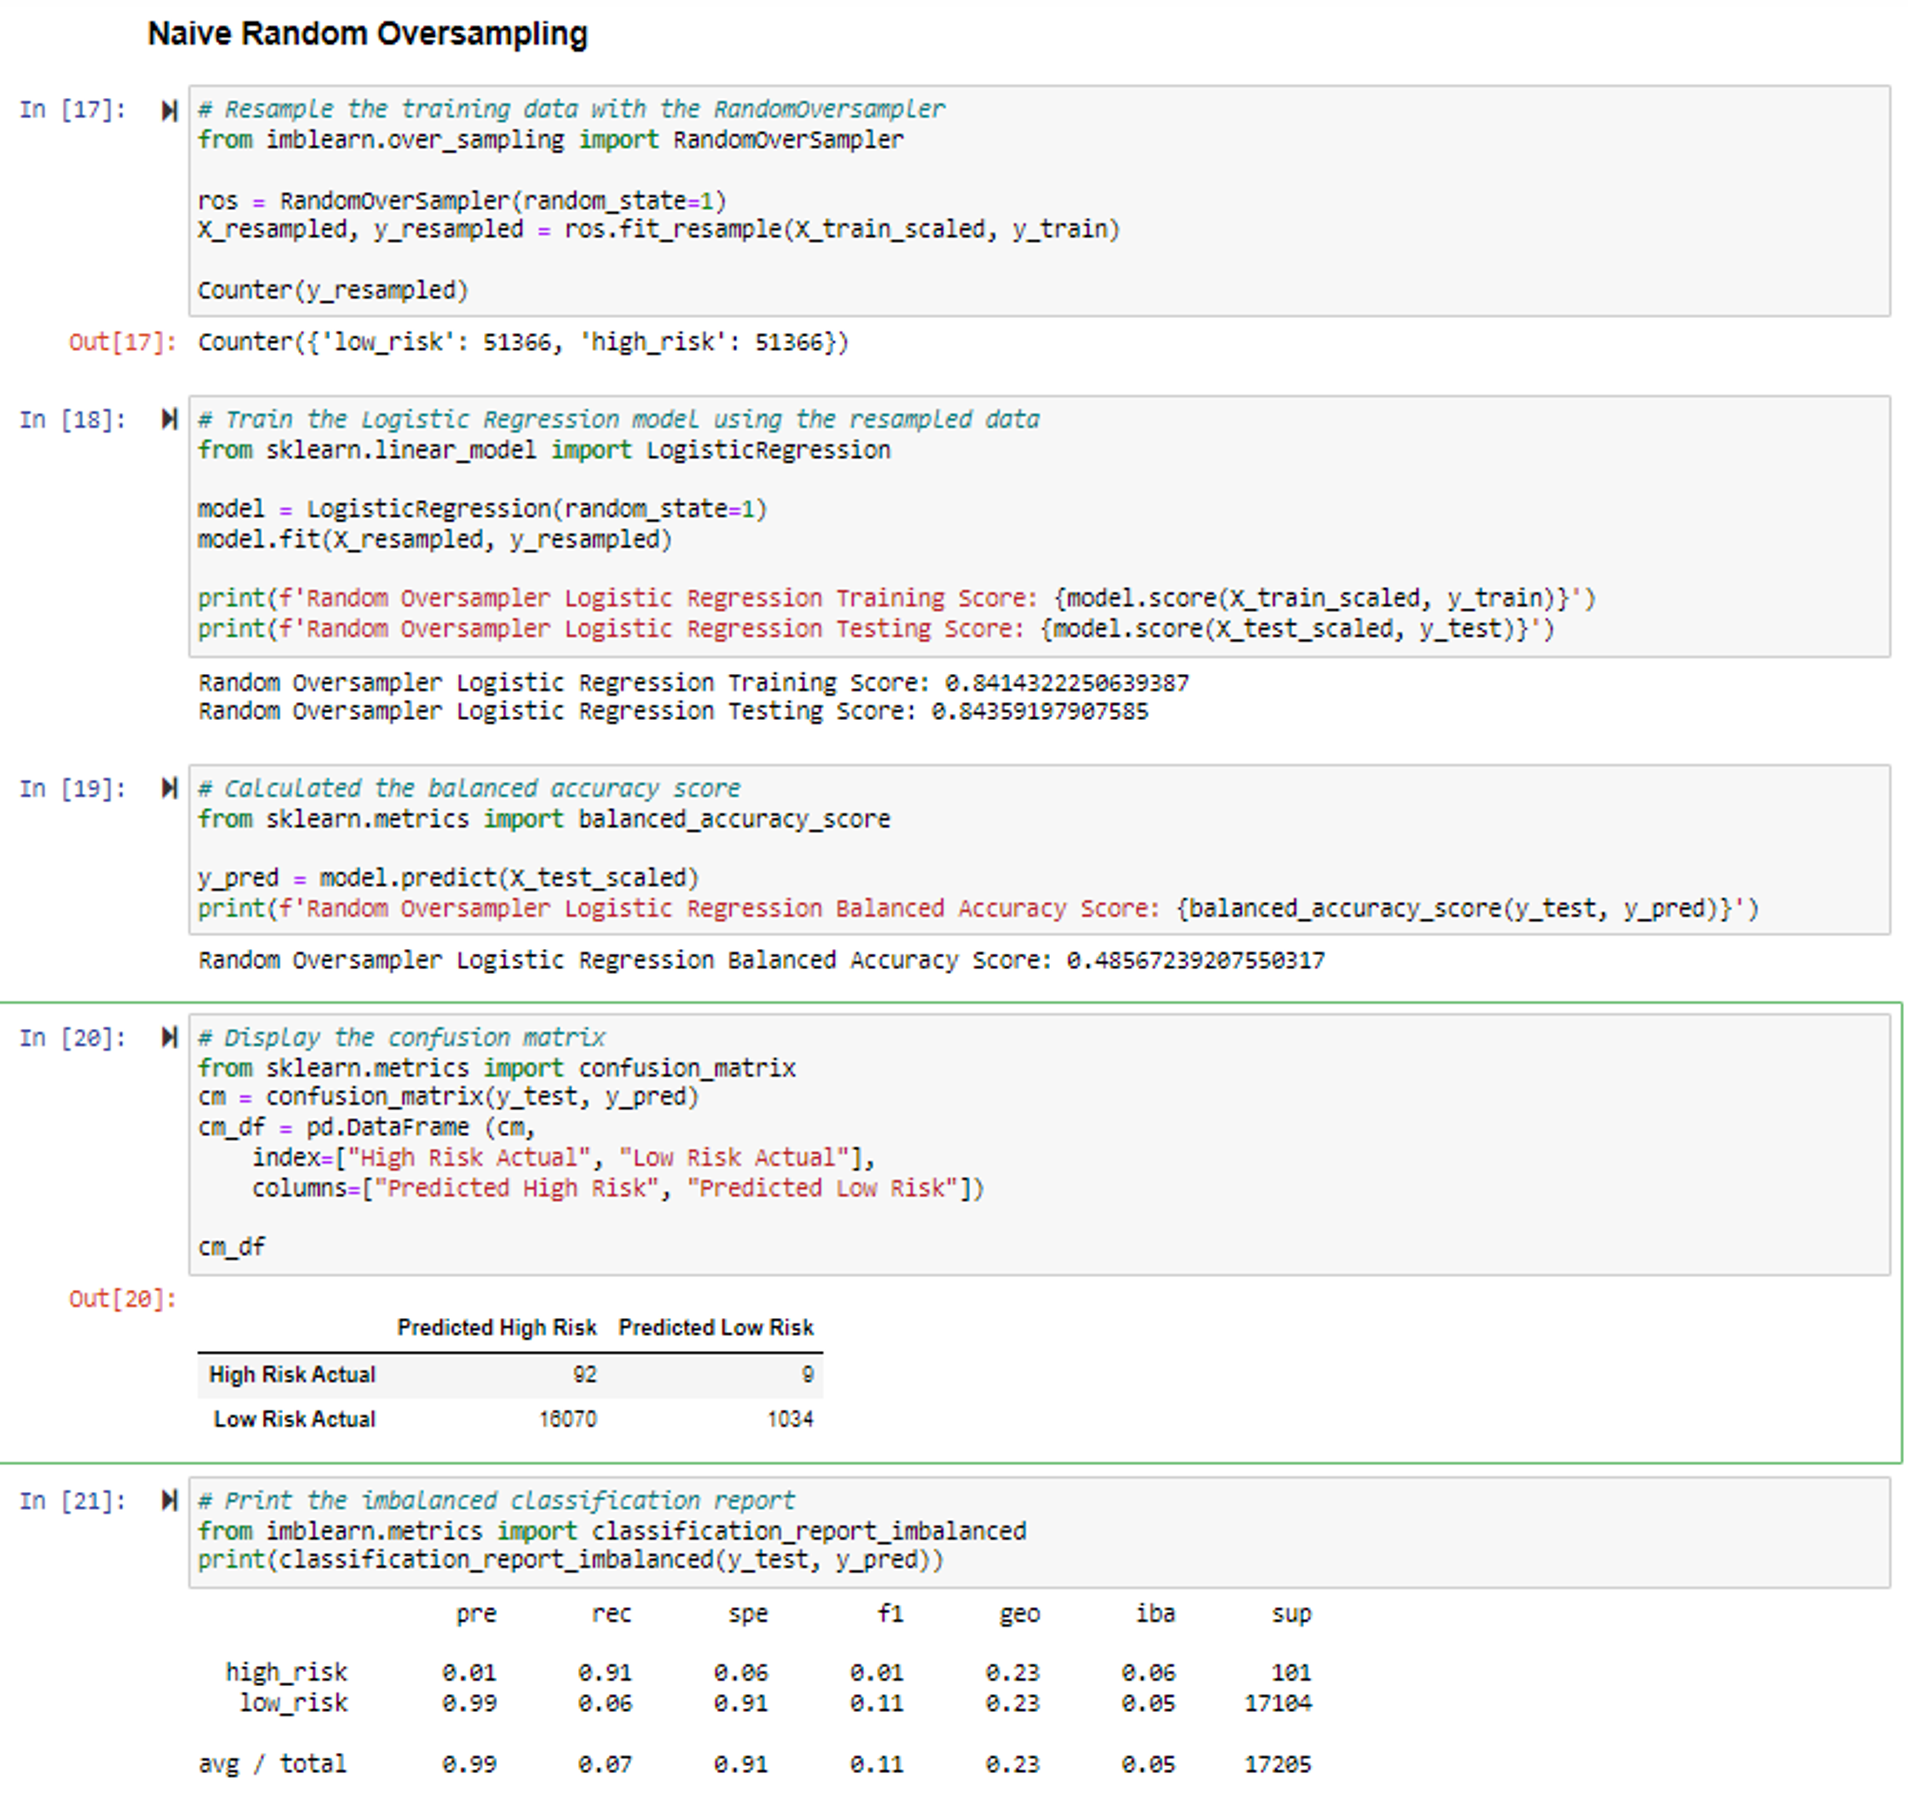 Naive Random Oversampling
In [17]:
# Resample the training data with the RandomOversampler
from imblearn.over_sampling import RandomOverSampler
ros = RandomOverSampler(random_state=1)
X_resampled, y_resampled = ros.fit_resample(X_train_scaled, y_train)
Counter(y_resampled)
Out[17]: Counter({'low_risk': 51366, 'high_risk': 51366})
In [18]:
# Train the Logistic Regression model using the resampled data
from sklearn.linear_model import LogisticRegression
model = LogisticRegression(random_state=1)
model.fit(X_resampled, y_resampled)
print(f'Random Oversampler Logistic Regression Training Score: {model.score(X_train_scaled, y_train)}')
print(f'Random Oversampler Logistic Regression Testing Score: {model.score(X_test_scaled, y_test)}')
Random Oversampler Logistic Regression Training Score: 0.8414322250639387
Random Oversampler Logistic Regression Testing Score: 0.84359197907585
In [19]:
# Calculated the balanced accuracy score
from sklearn.metrics import balanced_accuracy_score
y_pred = model.predict(X_test_scaled)
print(f'Random Oversampler Logistic Regression Balanced Accuracy Score: {balanced_accuracy_score(y_test, y_pred)}')
Random Oversampler Logistic Regression Balanced Accuracy Score: 0.48567239207550317
In [20]:
# Display the confusion matrix
from sklearn.metrics import confusion_matrix
cm = confusion_matrix(y_test, y_pred)
cm_df = pd.DataFrame (cm,
index=["High Risk Actual", "Low Risk Actual"],
columns=["Predicted High Risk", "Predicted Low Risk"])
cm_df
Out[20]:
Predicted High Risk Predicted Low Risk
High Risk Actual 92 9
Low Risk Actual 16070 1034
In [21]:
# Print the imbalanced classification report
from imblearn.metrics import classification_report_imbalanced
print(classification_report_imbalanced(y_test, y_pred))
pre rec spe f1 geo iba sup
high_risk 0.01 0.91 0.06 0.01 0.23 0.06 101
low_risk 0.99 0.06 0.91 0.11 0.23 0.05 17104
avg / total 0.99 0.07 0.91 0.11 0.23 0.05 17205